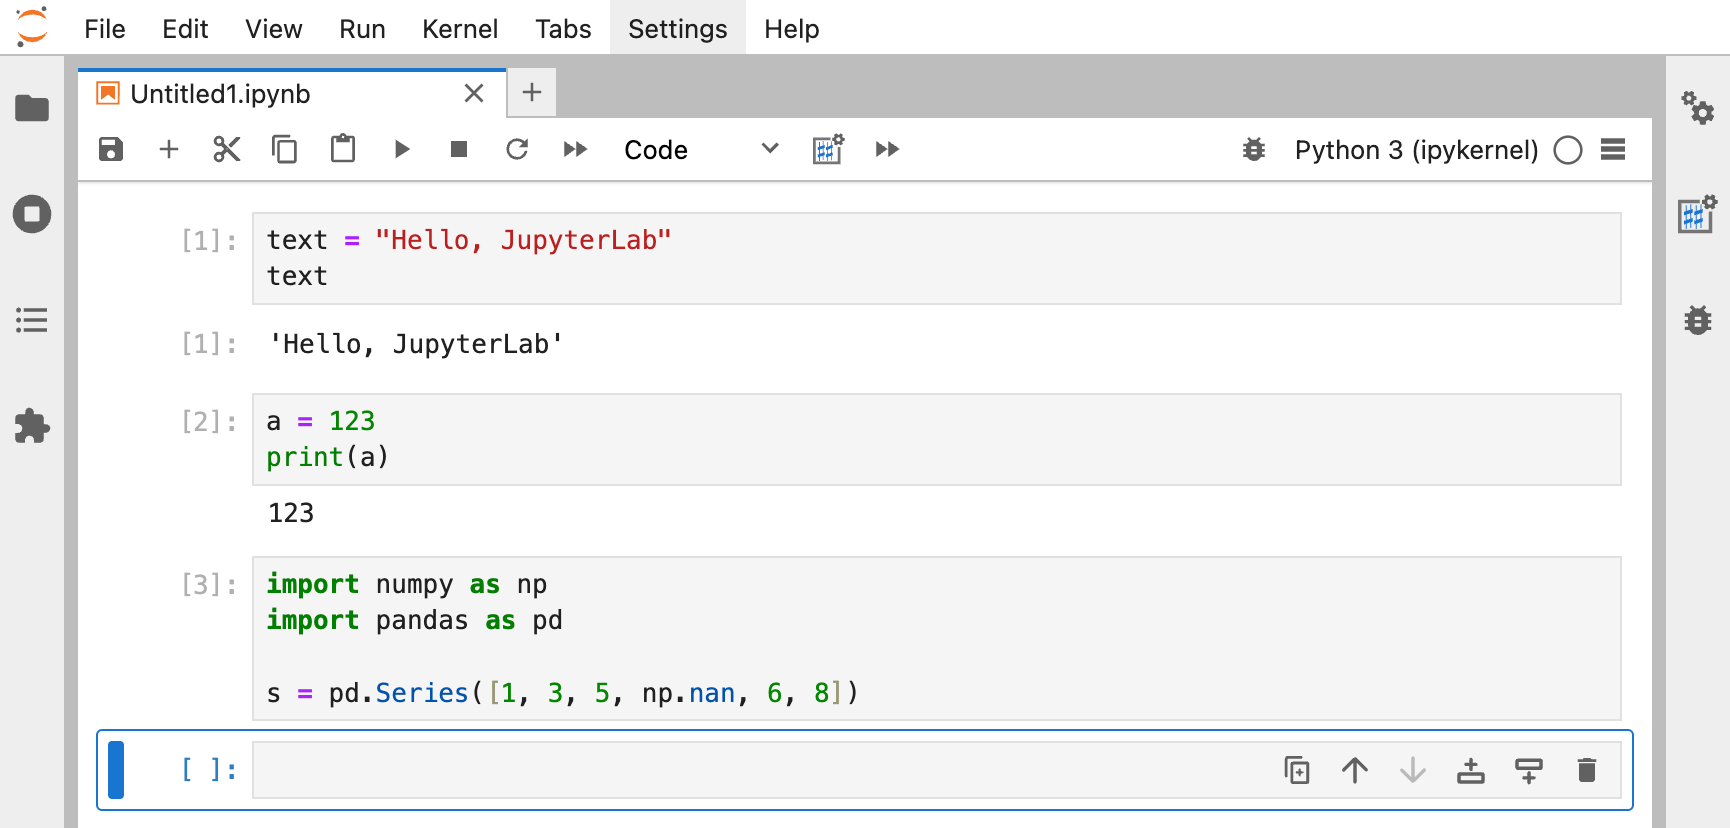 File Edit View Run Kernel Tabs Settings Help
Untitled1.ipynb
Code Python 3 (ipykernel)
[1]: text = "Hello, JupyterLab"
text
[1]: 'Hello, JupyterLab'
[2]: a = 123
print(a)
123
[3]: import numpy as np
import pandas as pd
s = pd.Series([1, 3, 5, np.nan, 6, 8])
[ ]: